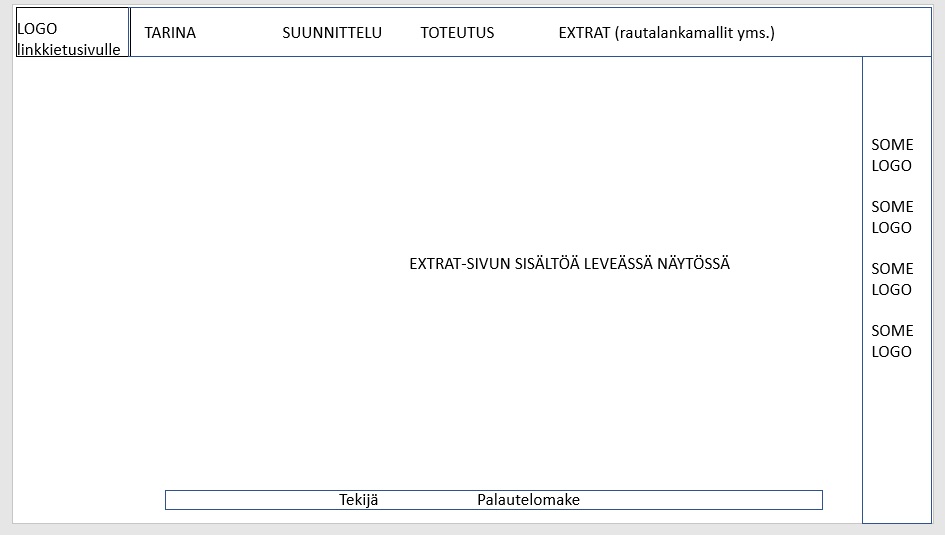 LOGO
linkkietusivulle
TARINA SUUNNITTELU TOTEUTUS EXTRAT (rautalankamallit yms.)
SOME
LOGO
SOME
LOGO
SOME
LOGO
SOME
LOGO
EXTRAT-SIVUN SISÄLTÖÄ LEVEÄSSÄ NÄYTÖSSÄ
Tekijä Palautelomake